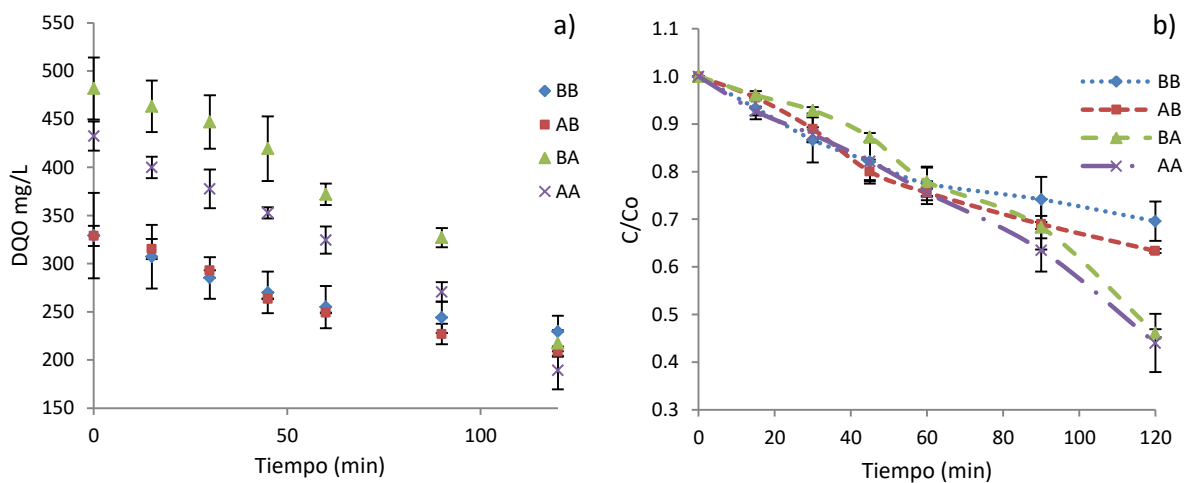 a)
550
500
450
400
350
300
250
200
150
0
50
100
DQO mg/L
Tiempo (min)
BB
AB
BA
AA
b)
1.1
1.0
0.9
0.8
0.7
0.6
0.5
0.4
0.3
0
20
40
60
80
100
120
C/Co
Tiempo (min)
BB
AB
BA
AA